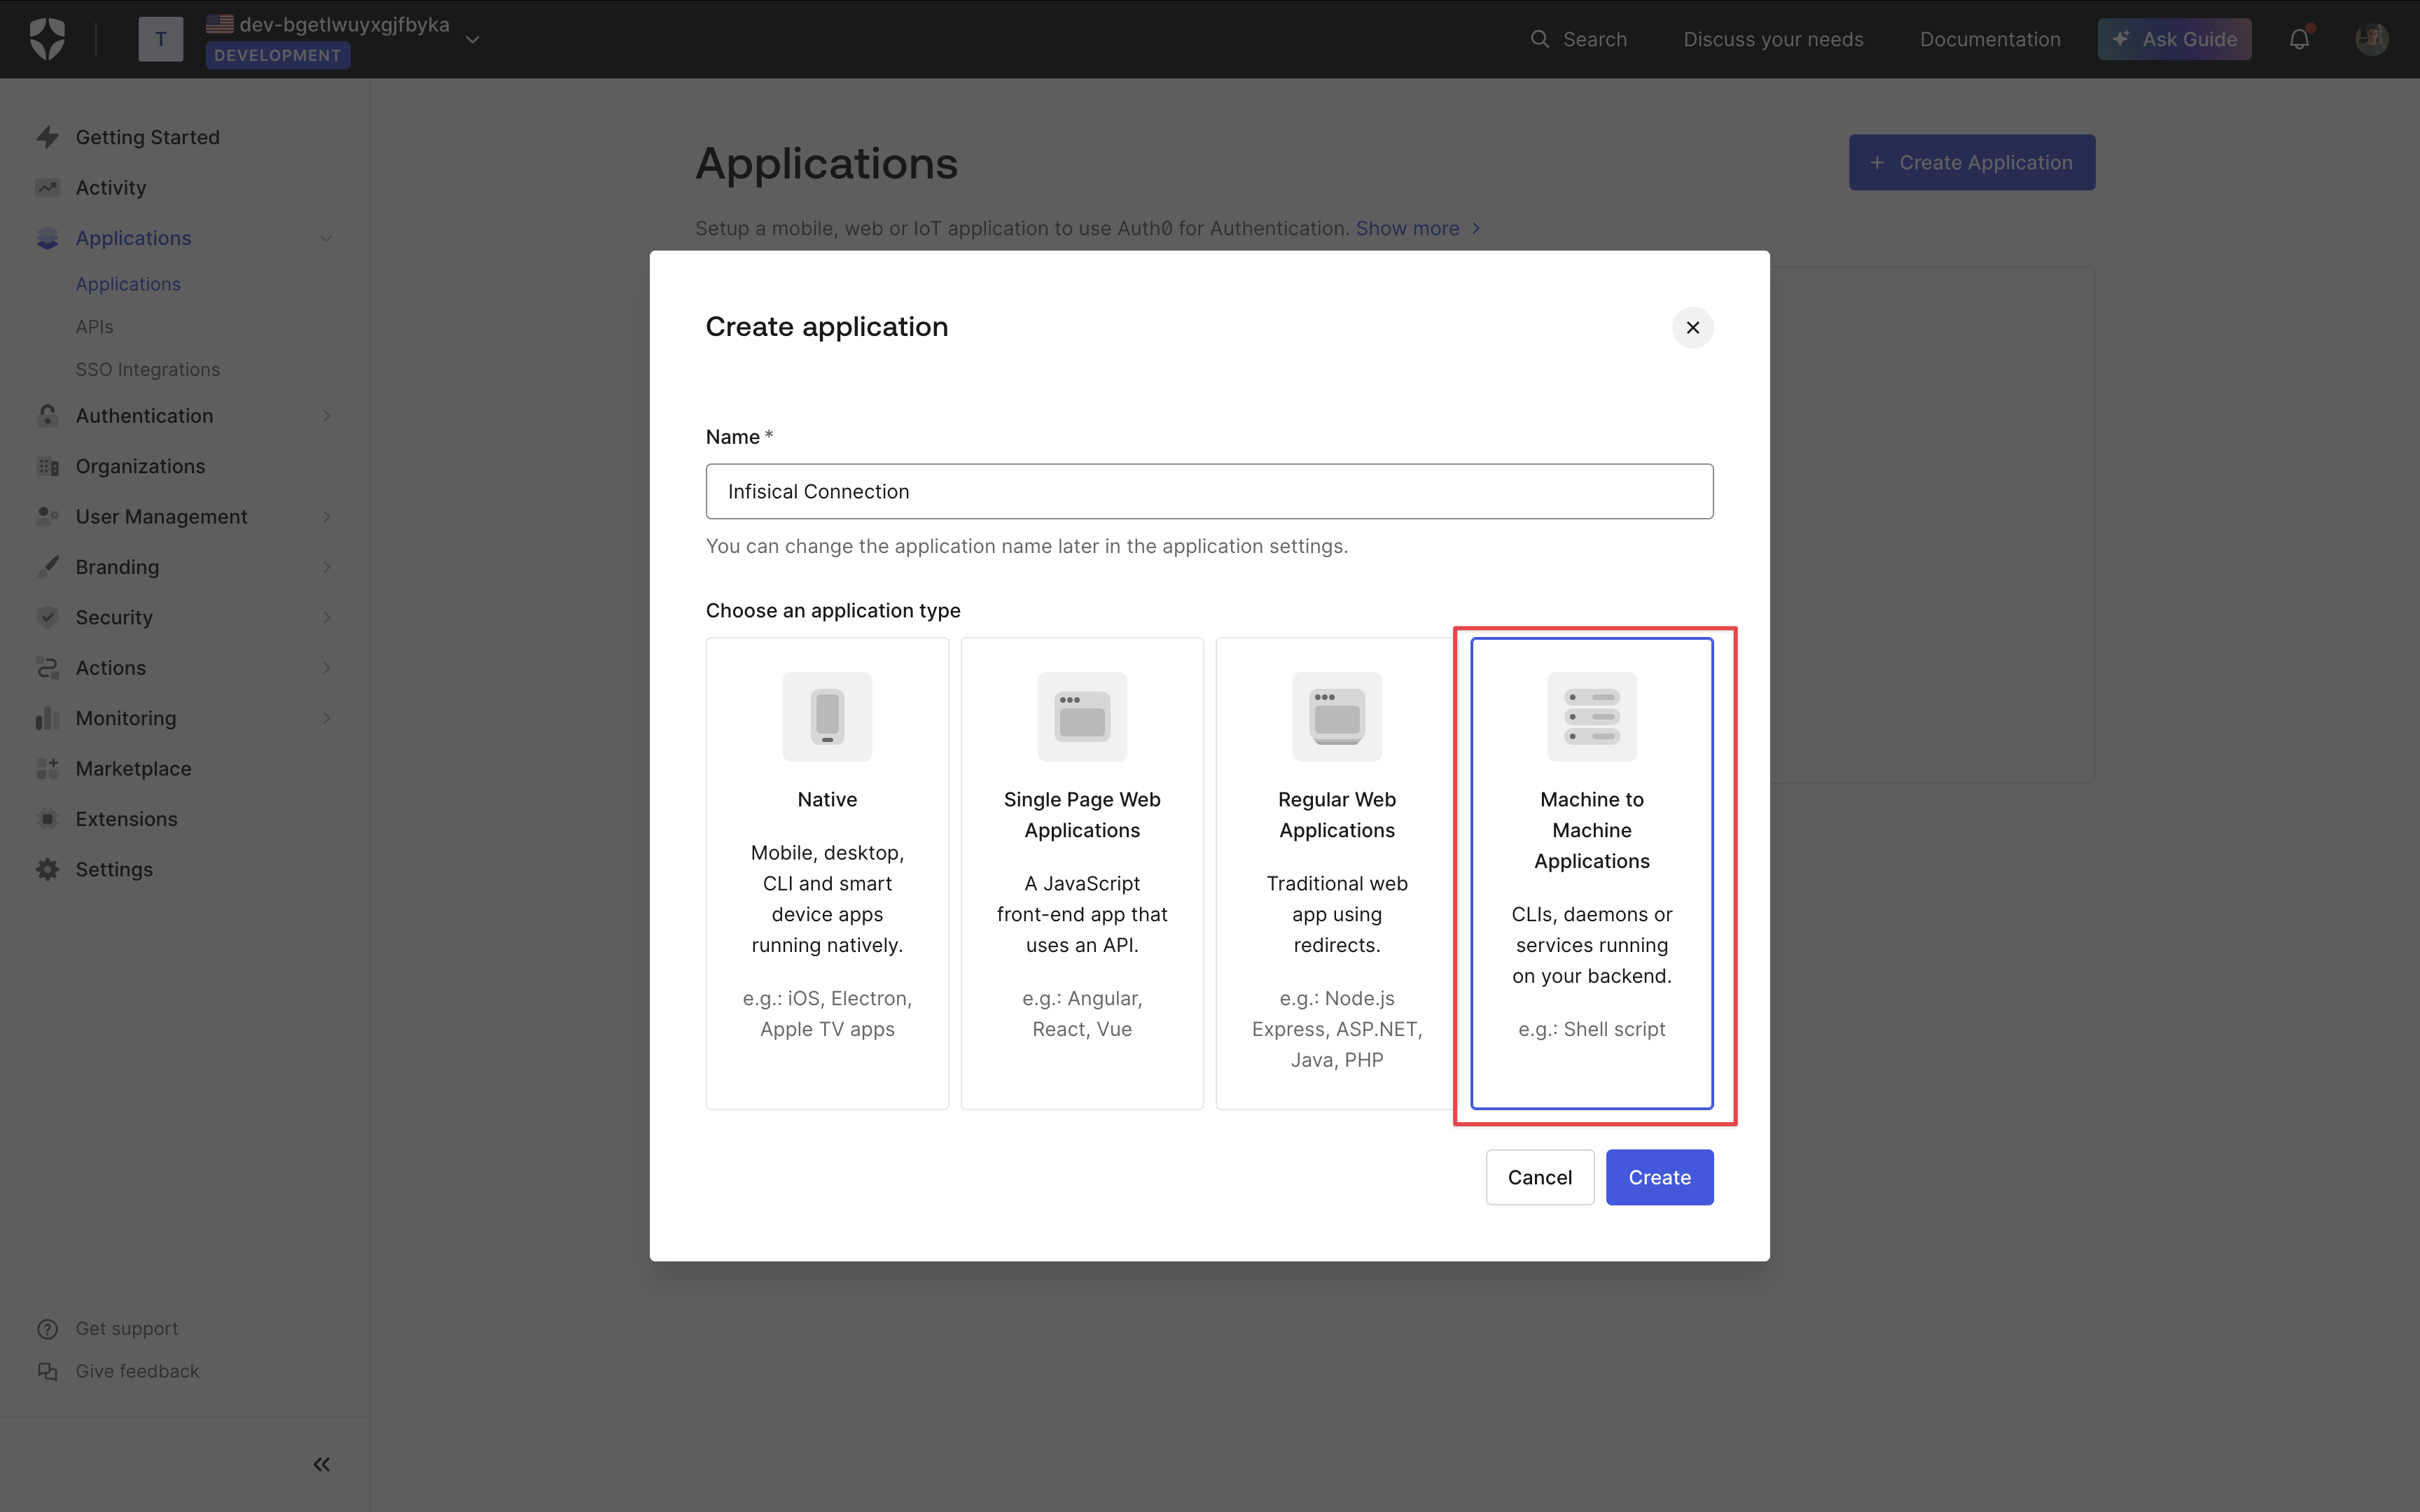 T
dev-bgetlwuyxgjfbyka
DEVELOPMENT
Search
Discuss your needs
Documentation
Ask Guide
Getting Started
Activity
Applications
Applications
APIs
SSO Integrations
Authentication
Organizations
User Management
Branding
Security
Actions
Monitoring
Marketplace
Extensions
Settings
Get support
Give feedback
Applications
+ Create Application
Setup a mobile, web or IoT application to use Auth0 for Authentication. Show more
Create application
Name *
Infisical Connection
You can change the application name later in the application settings.
Choose an application type
Native
Mobile, desktop,
CLI and smart
device apps
running natively.
e.g.: iOS, Electron,
Apple TV apps
Single Page Web
Applications
A JavaScript
front-end app that
uses an API.
e.g.: Angular,
React, Vue
Regular Web
Applications
Traditional web
app using
redirects.
e.g.: Node.js
Express, ASP.NET,
Java, PHP
Machine to
Machine
Applications
CLIs, daemons or
services running
on your backend.
e.g.: Shell script
Cancel
Create